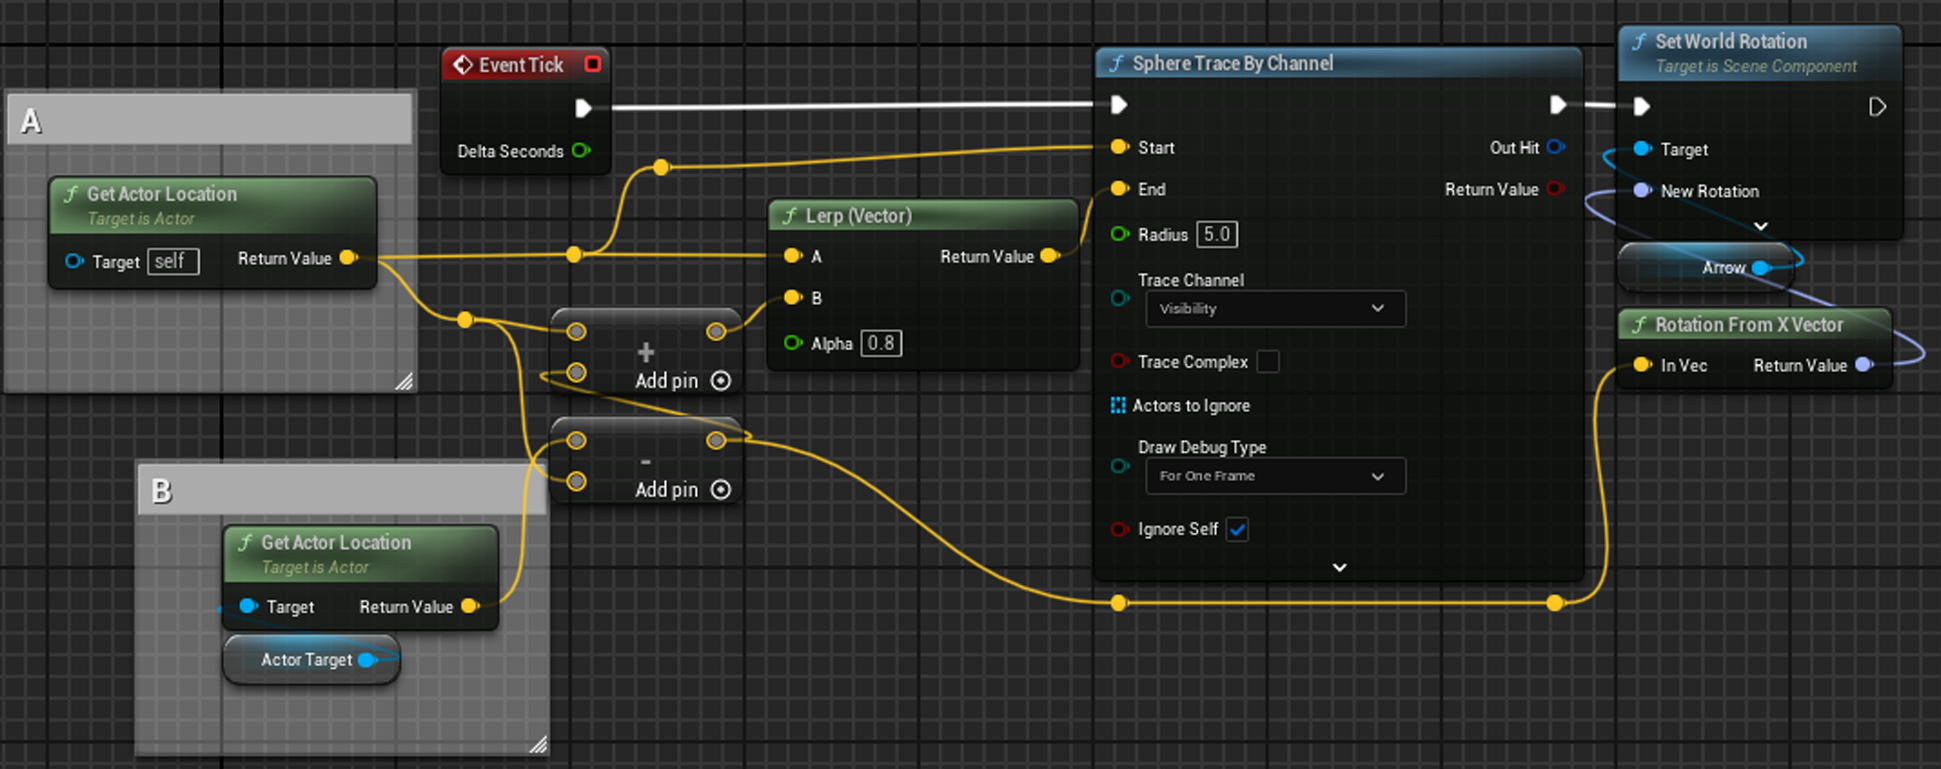 A
Get Actor Location
Target is Actor
Target self
Return Value
B
Get Actor Location
Target is Actor
Target
Return Value
Actor Target
Event Tick
Delta Seconds
+
Add pin
-
Add pin
Lerp (Vector)
A
Return Value
B
Alpha 0.8
Sphere Trace By Channel
Start
Out Hit
End
Return Value
Radius 5.0
Trace Channel
Visibility
Trace Complex
Actors to Ignore
Draw Debug Type
For One Frame
Ignore Self
Set World Rotation
Target is Scene Component
Target
New Rotation
Arrow
Rotation From X Vector
In Vec
Return Value